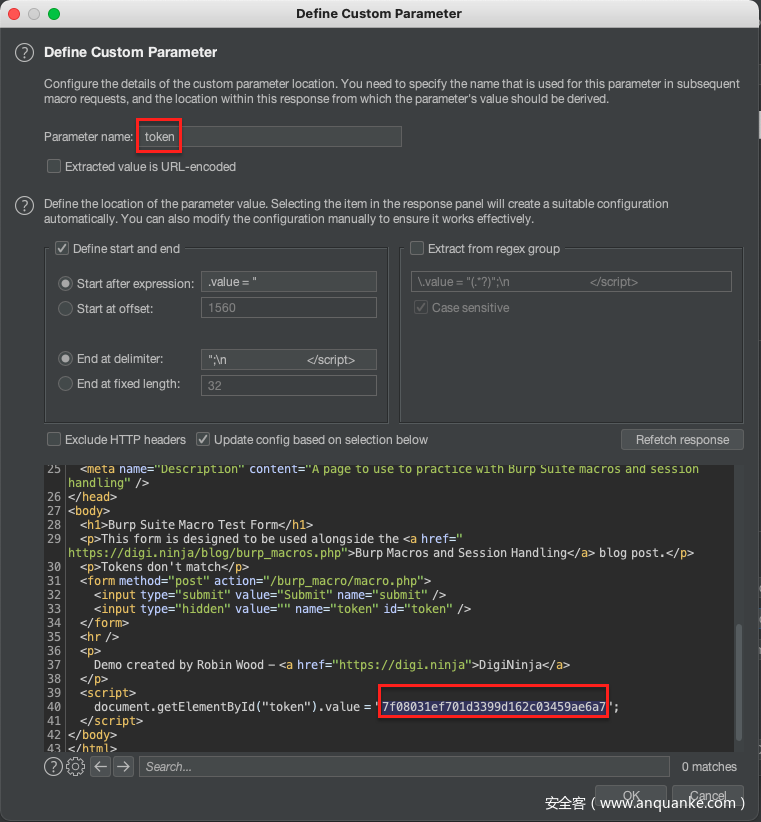 Define Custom Parameter
Define Custom Parameter
Configure the details of the custom parameter location. You need to specify the name that is used for this parameter in subsequent
macro requests, and the location within this response from which the parameter's value should be derived.
Parameter name: token
Extracted value is URL-encoded
Define the location of the parameter value. Selecting the item in the response panel will create a suitable configuration
automatically. You can also modify the configuration manually to ensure it works effectively.
Define start and end
Start after expression: .value = "
Start at offset: 1560
End at delimiter: ";\n </script>
End at fixed length: 32
Extract from regex group
\.value = "(.*?)";\n </script>
Case sensitive
Exclude HTTP headers Update config based on selection below Refetch response
25 <meta name="Description" content="A page to use to practice with Burp Suite macros and session
handling" />
26 </head>
27 <body>
28 <h1>Burp Suite Macro Test Form</h1>
29 <p>This form is designed to be used alongside the <a href="
https://digi.ninja/blog/burp_macros.php">Burp Macros and Session Handling</a> blog post.</p>
30 <p>Tokens don't match</p>
31 <form method="post" action="/burp_macro/macro.php">
32 <input type="submit" value="Submit" name="submit" />
33 <input type="hidden" value="" name="token" id="token" />
34 </form>
35 <hr />
36 <p>
37 Demo created by Robin Wood - <a href="https://digi.ninja">DigiNinja</a>
38 </p>
39 <script>
40 document.getElementById("token").value = "7f08031ef701d3399d162c03459ae6a7";
41 </script>
42 </body>
43 </html>
Search... 0 matches
OK Cancel
安全客（www.anquanke.com）